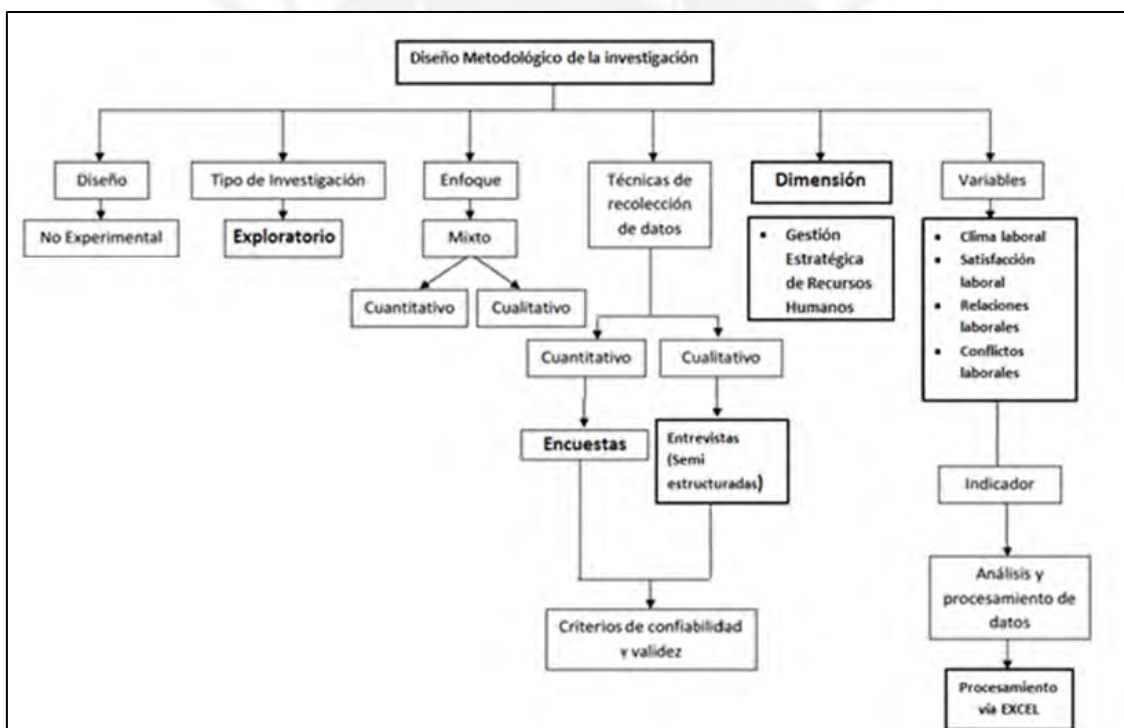 Diseño Metodológico de la investigación
Diseño
Tipo de Investigación
Enfoque
Técnicas de
recolección
de datos
Dimensión
Variables
No Experimental
Exploratorio
Mixto
Cuantitativo
Cualitativo
• Gestión
Estratégica
de Recursos
Humanos
• Clima laboral
• Satisfacción
laboral
• Relaciones
laborales
• Conflictos
laborales
Cuantitativo
Cualitativo
Encuestas
Entrevistas
(Semi
estructuradas)
Indicador
Criterios de confiabilidad
y validez
Análisis y
procesamiento de
datos
Procesamiento
vía EXCEL